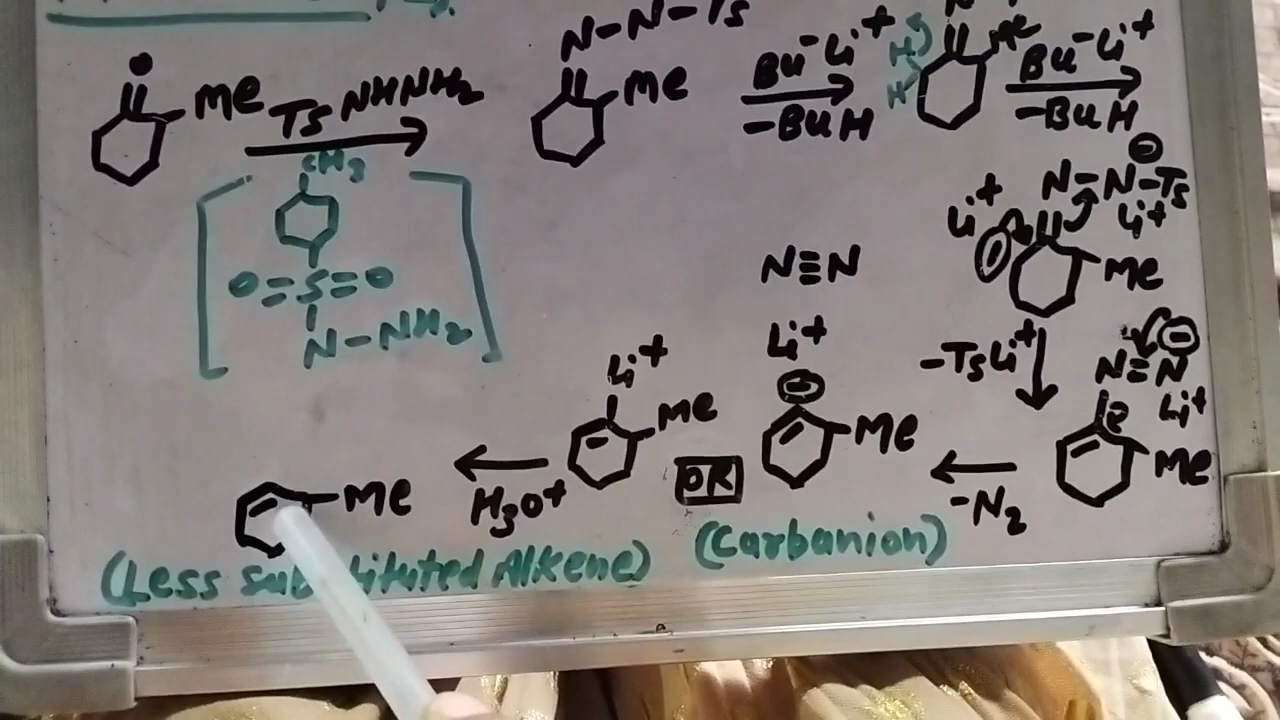 O
Me
TsNHNH2
N-N-Ts
Me
Bu⁻Li⁺
-BuH
N
H
H
Me
Bu⁻Li⁺
-BuH
CH3
O=S=O
N-NH2
Li⁺
N-N-Ts
Li⁺
Me
-TsLi⁺
N=N
Li⁺
Me
-N2
N≡N
Li⁺
Me
(Carbanion)
OR
Li⁺
Me
H3O⁺
Me
(Less substituted Alkene)